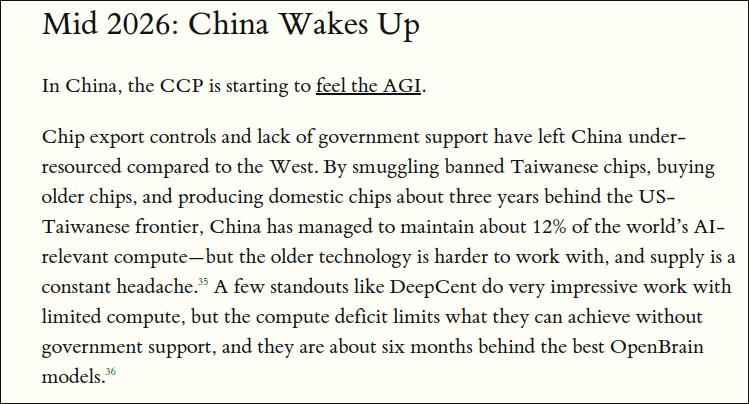 Mid 2026: China Wakes Up
In China, the CCP is starting to feel the AGI.
Chip export controls and lack of government support have left China under-
resourced compared to the West. By smuggling banned Taiwanese chips, buying
older chips, and producing domestic chips about three years behind the US-
Taiwanese frontier, China has managed to maintain about 12% of the world’s AI-
relevant compute—but the older technology is harder to work with, and supply is a
constant headache.35 A few standouts like DeepCent do very impressive work with
limited compute, but the compute deficit limits what they can achieve without
government support, and they are about six months behind the best OpenBrain
models.36